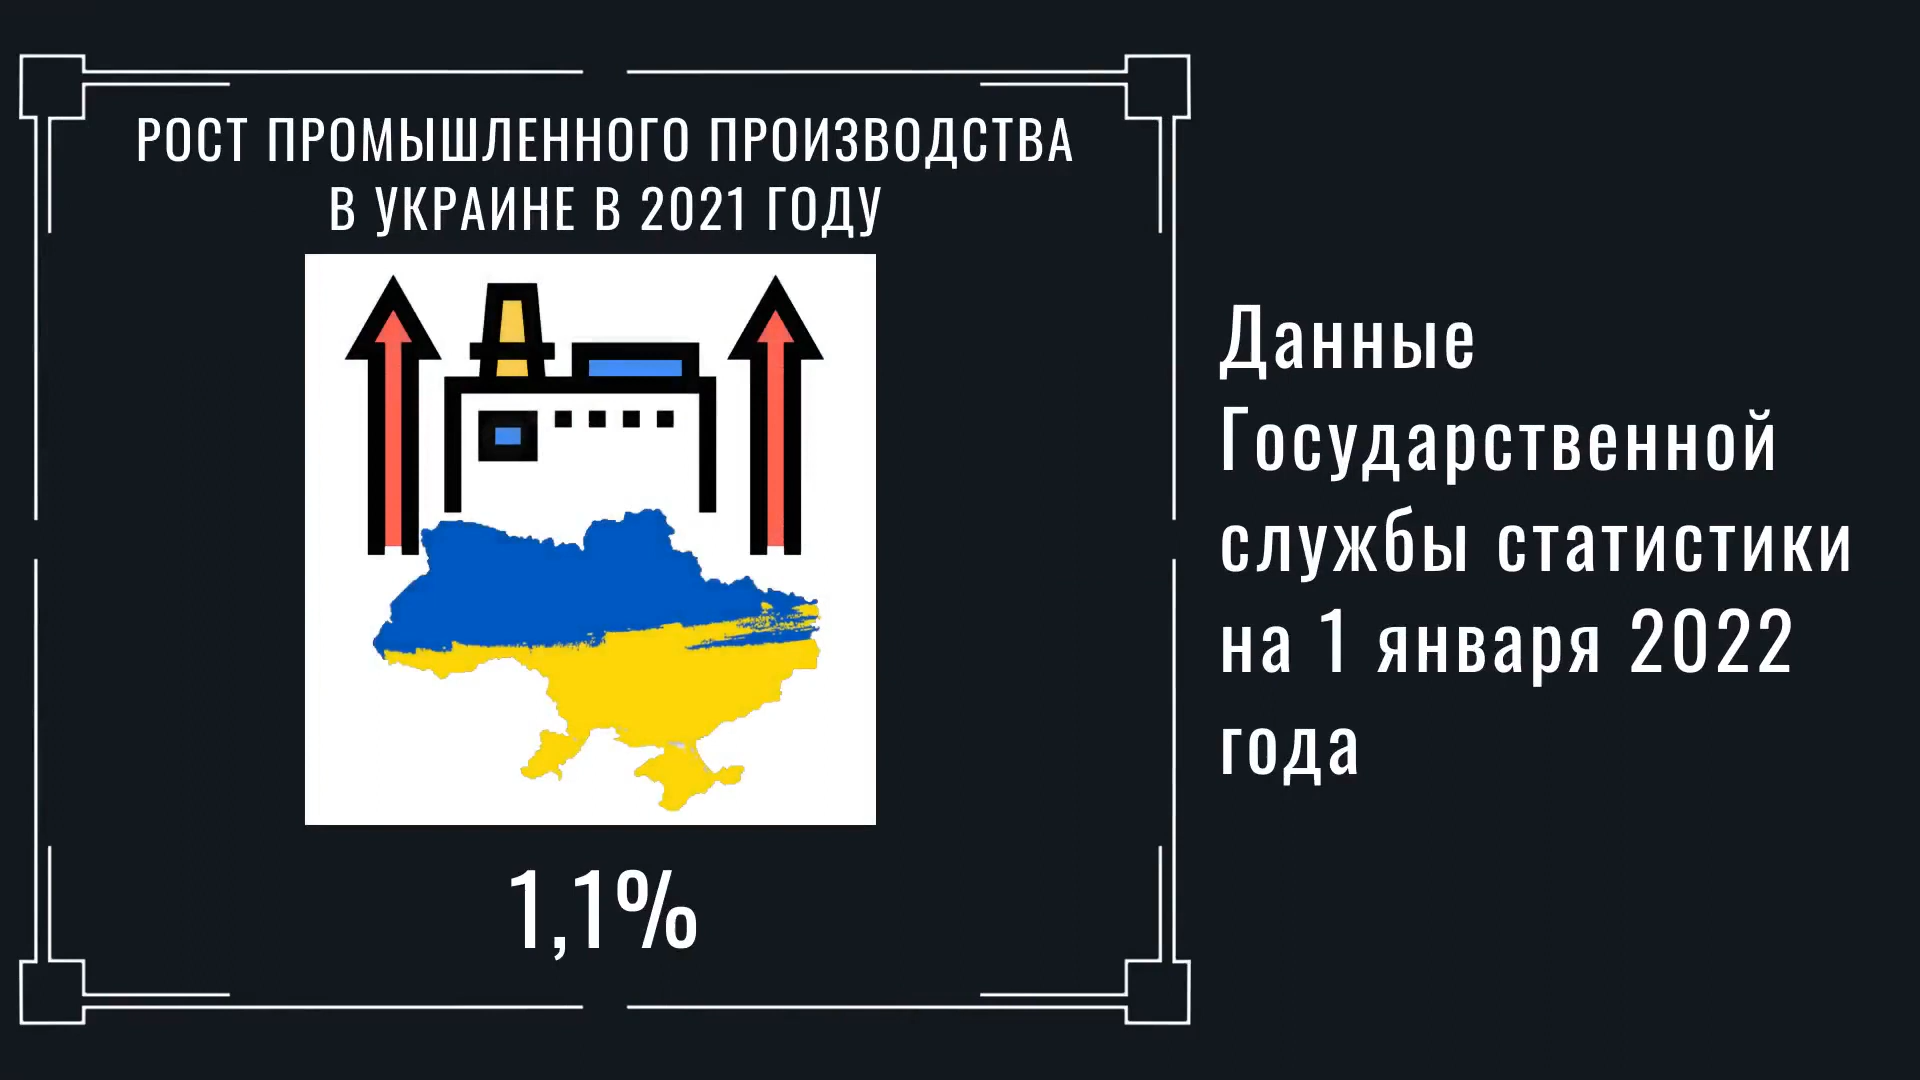 РОСТ ПРОМЫШЛЕННОГО ПРОИЗВОДСТВА
В УКРАИНЕ В 2021 ГОДУ
1,1%
Данные
Государственной
службы статистики
на 1 января 2022
года